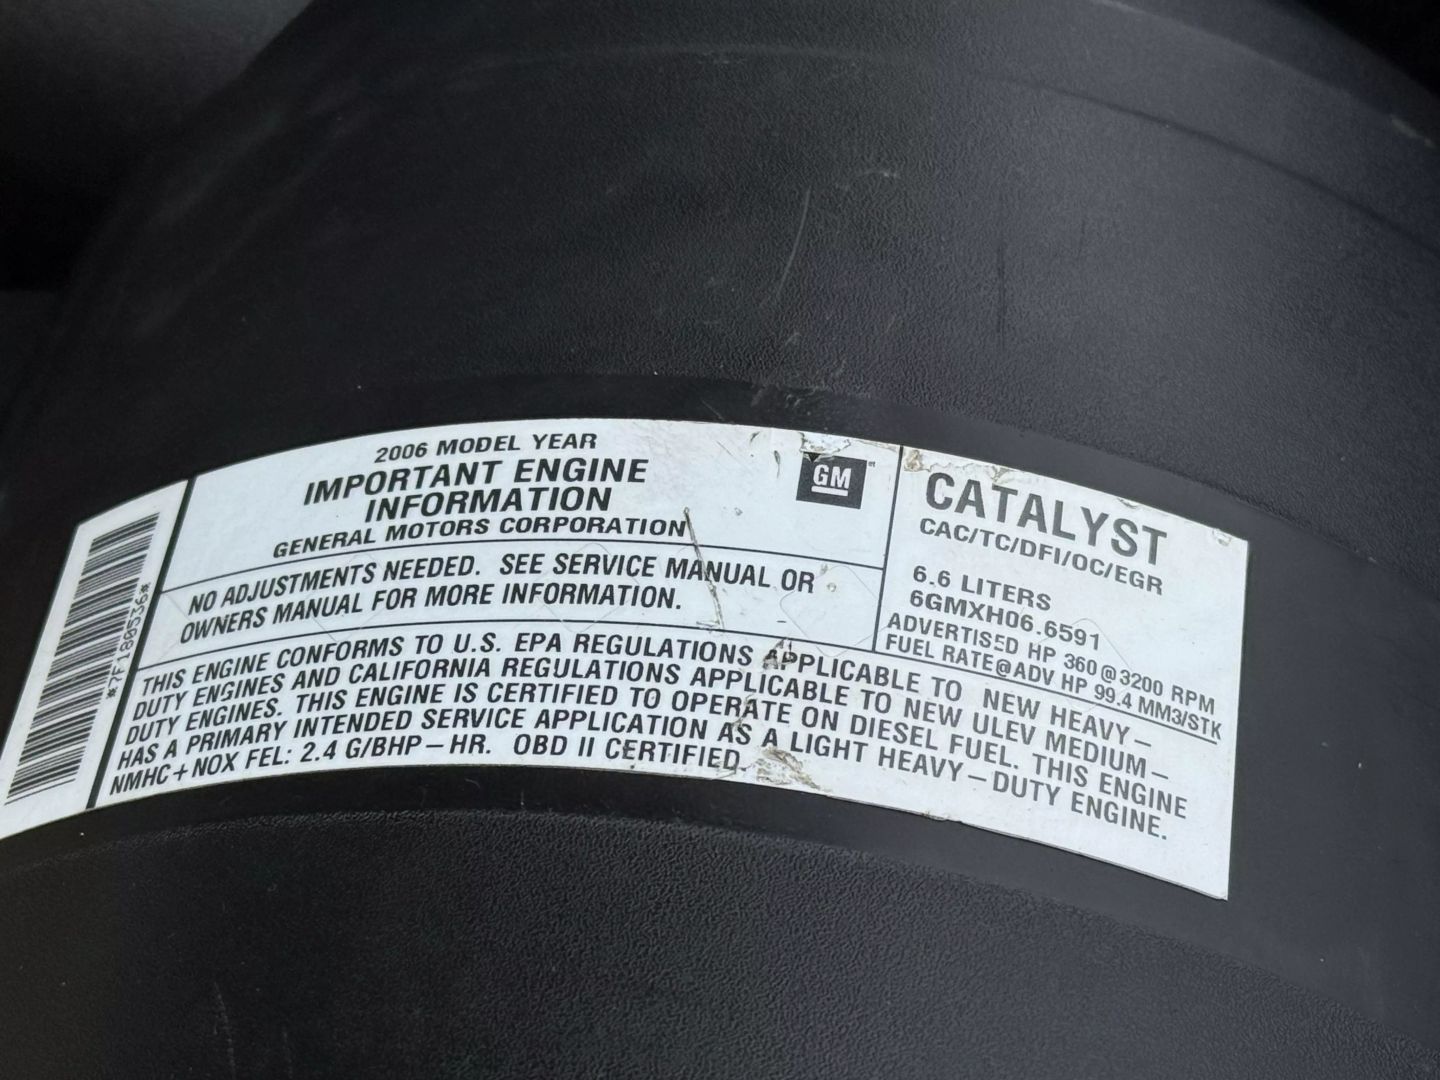 2006 MODEL YEAR
IMPORTANT ENGINE
INFORMATION
GENERAL MOTORS CORPORATION
GM
NO ADJUSTMENTS NEEDED. SEE SERVICE MANUAL OR
OWNERS MANUAL FOR MORE INFORMATION.
CATALYST
CAC/TC/DFI/OC/EGR
6.6 LITERS
6GMXH06.6591
ADVERTISED HP 360@3200 RPM
FUEL RATE@ADV HP 99.4 MM3/STK
THIS ENGINE CONFORMS TO U.S. EPA REGULATIONS APPLICABLE TO NEW HEAVY–
DUTY ENGINES AND CALIFORNIA REGULATIONS APPLICABLE TO NEW ULEV MEDIUM–
DUTY ENGINES. THIS ENGINE IS CERTIFIED TO OPERATE ON DIESEL FUEL. THIS ENGINE
HAS A PRIMARY INTENDED SERVICE APPLICATION AS A LIGHT HEAVY–DUTY ENGINE.
NMHC+NOX FEL: 2.4 G/BHP–HR. OBD II CERTIFIED.